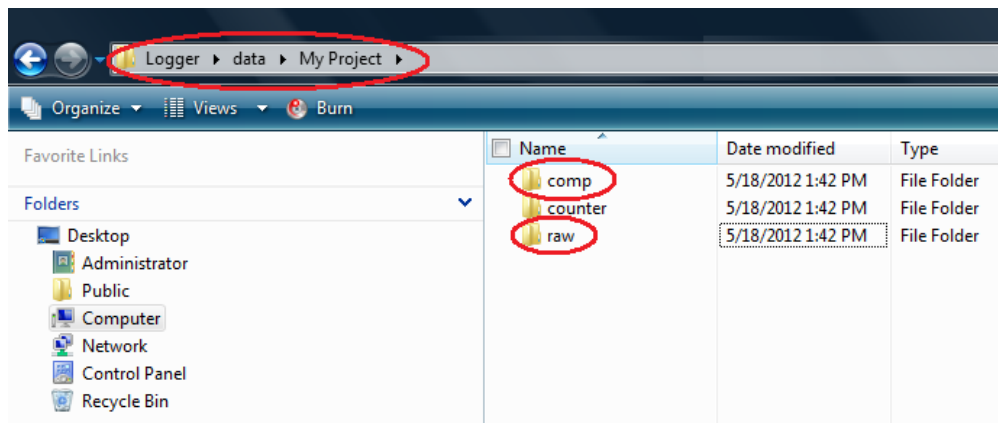 Logger ▸ data ▸ My Project ▸
Organize Views Burn
Favorite Links
Folders
Desktop
Administrator
Public
Computer
Network
Control Panel
Recycle Bin
Name Date modified Type
comp 5/18/2012 1:42 PM File Folder
counter 5/18/2012 1:42 PM File Folder
raw 5/18/2012 1:42 PM File Folder